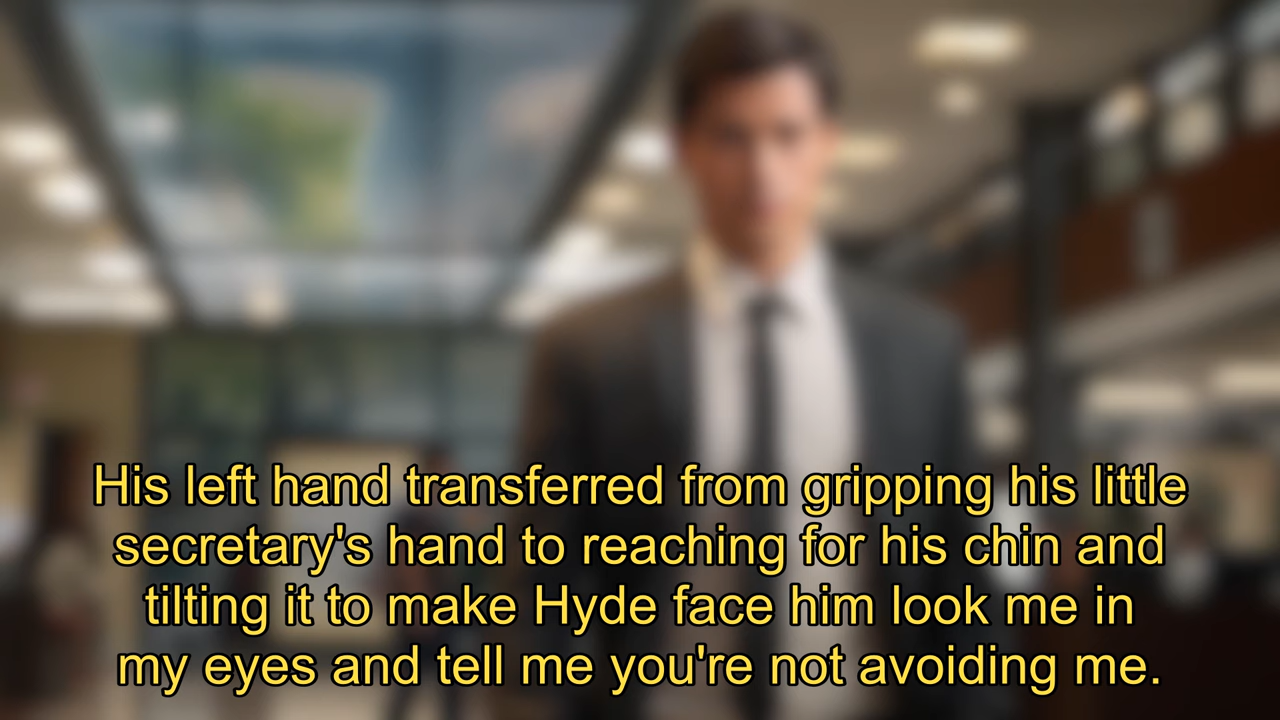 His left hand transferred from gripping his little
secretary's hand to reaching for his chin and
tilting it to make Hyde face him look me in
my eyes and tell me you're not avoiding me.